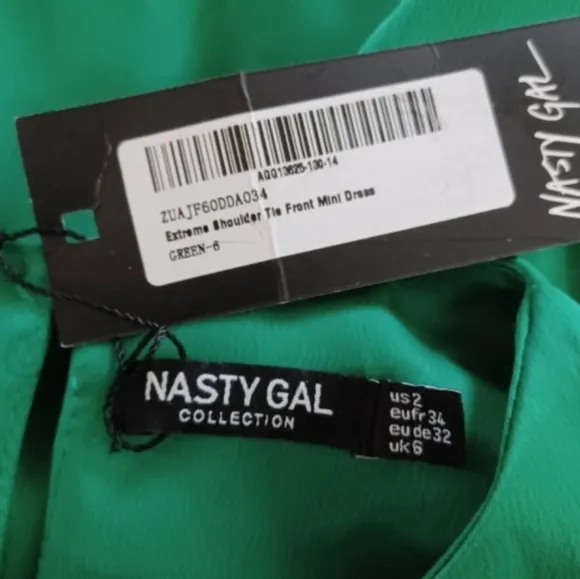 AGG13625-130-14
ZUAJF60DDA034
Extreme Shoulder Tie Front Mini Dress
GREEN-6
NASTY GAL
NASTY GAL
COLLECTION
us2
eufr34
eude32
uk6